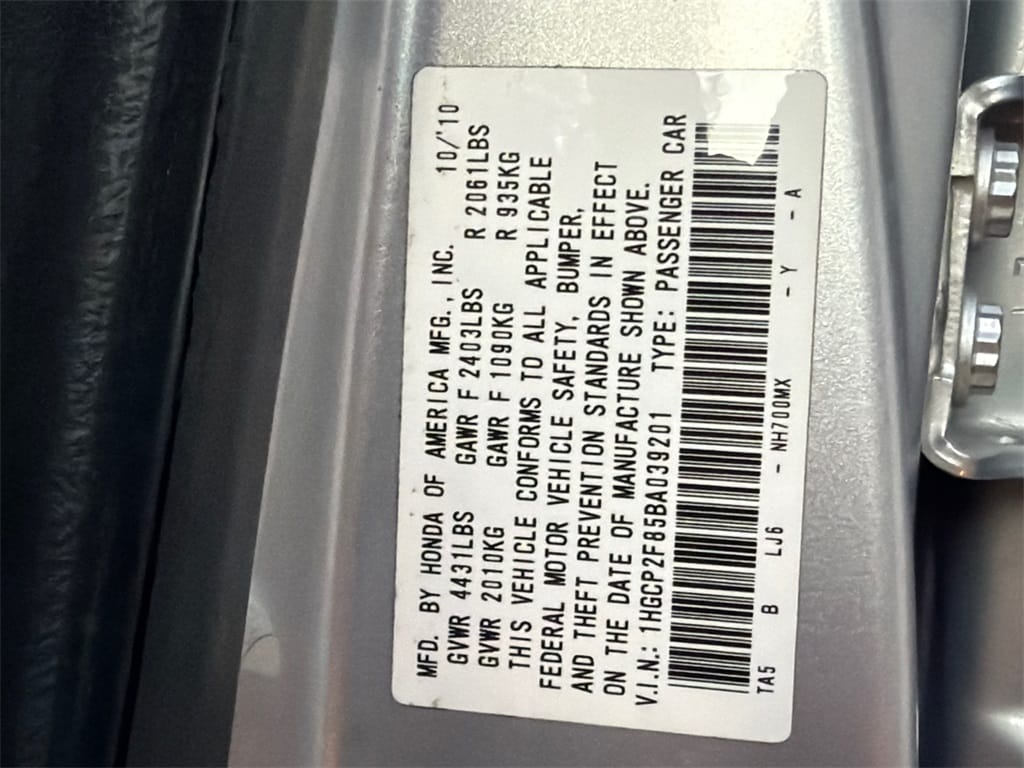 MFD. BY HONDA OF AMERICA MFG., INC. 10/'10
GVWR 4431LBS GAWR F 2403LBS R 2061LBS
GVWR 2010KG GAWR F 1090KG R 935KG
THIS VEHICLE CONFORMS TO ALL APPLICABLE
FEDERAL MOTOR VEHICLE SAFETY, BUMPER,
AND THEFT PREVENTION STANDARDS IN EFFECT
ON THE DATE OF MANUFACTURE SHOWN ABOVE.
V.I.N.: 1HGCP2F85BA039201 TYPE: PASSENGER CAR
TA5 B LJ6 - NH700MX - Y - A